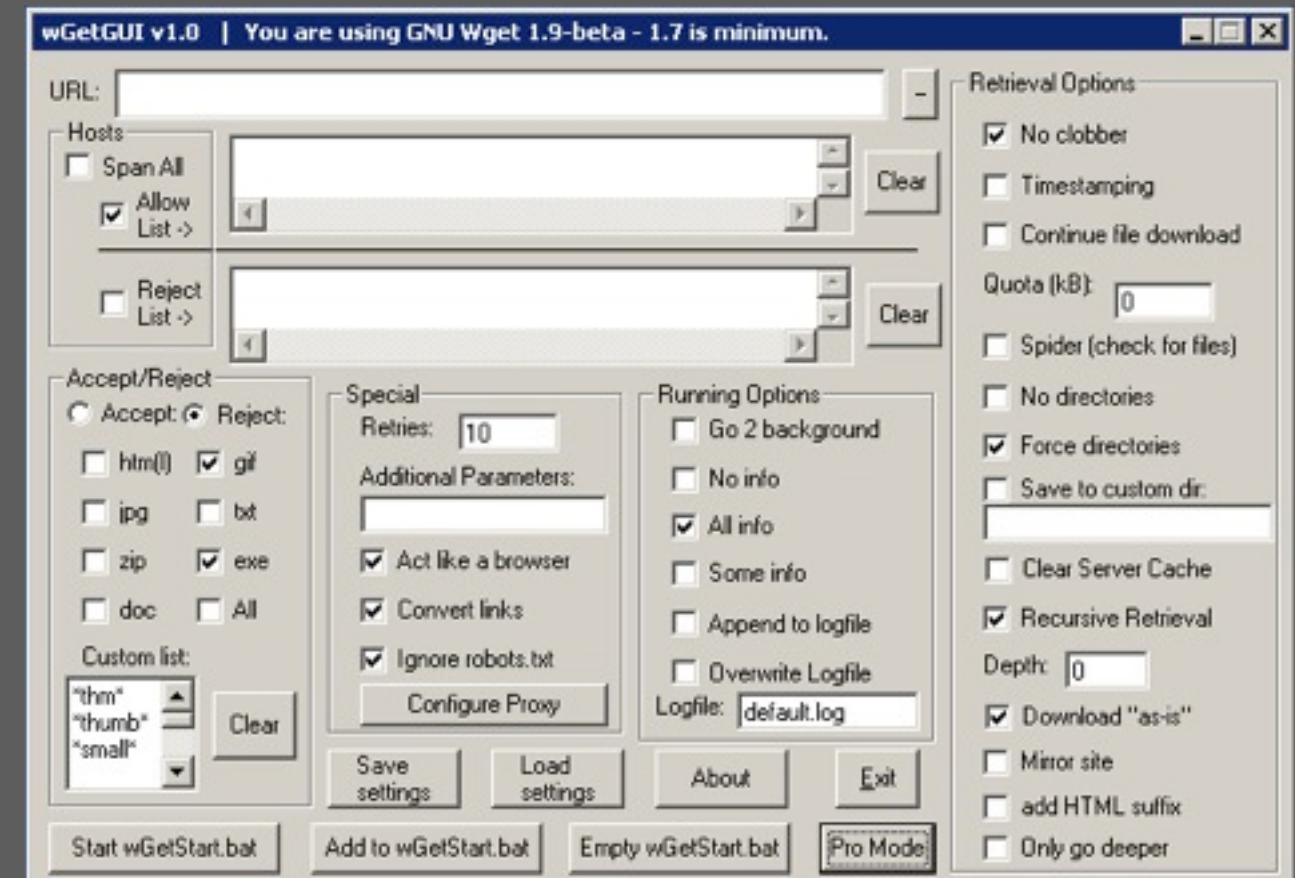 wGetGUI v1.0 | You are using GNU Wget 1.9-beta - 1.7 is minimum.
URL:
-
Hosts
Span All
Allow
List ->
Clear
Reject
List ->
Clear
Accept/Reject
Accept: Reject:
htm(l) gif
jpg txt
zip exe
doc All
Custom list:
*thm*
*thumb*
*small*
Clear
Special
Retries: 10
Additional Parameters:
Act like a browser
Convert links
Ignore robots.txt
Configure Proxy
Running Options
Go 2 background
No info
All info
Some info
Append to logfile
Overwrite Logfile
Logfile: default.log
Save
settings
Load
settings
About
Exit
Start wGetStart.bat
Add to wGetStart.bat
Empty wGetStart.bat
Pro Mode
Retrieval Options
No clobber
Timestamping
Continue file download
Quota (kB): 0
Spider (check for files)
No directories
Force directories
Save to custom dir:
Clear Server Cache
Recursive Retrieval
Depth: 0
Download "as-is"
Mirror site
add HTML suffix
Only go deeper